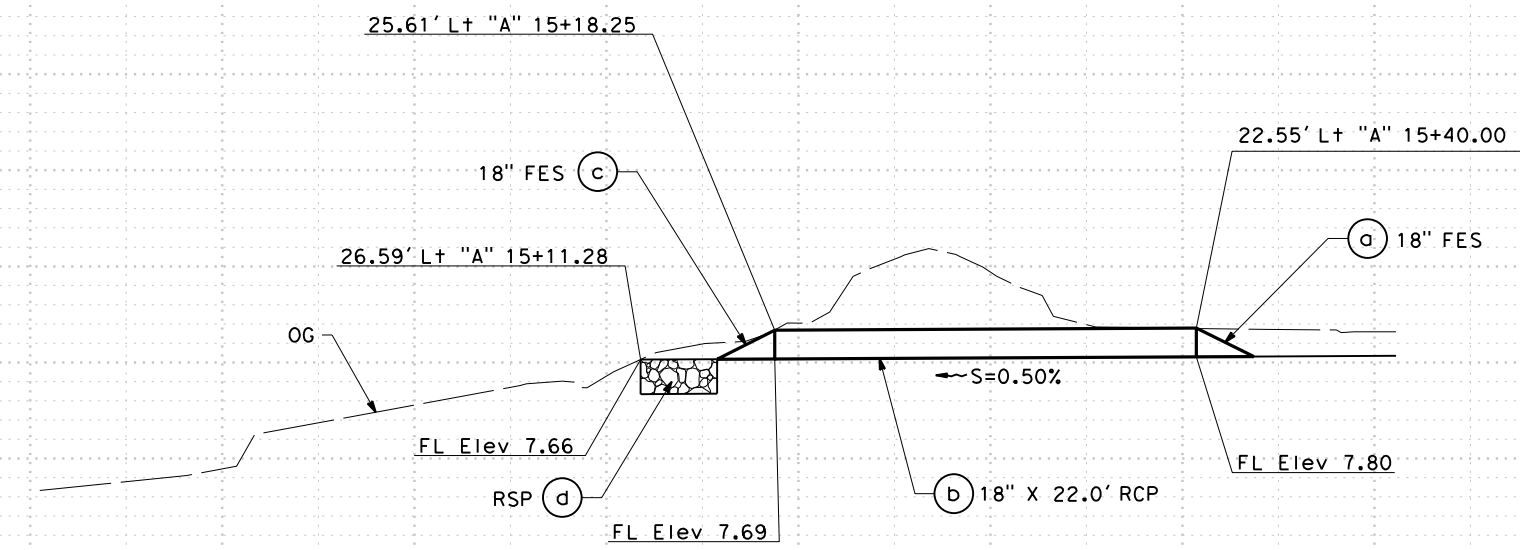 25.61' Lt "A" 15+18.25
22.55' Lt "A" 15+40.00
18" FES c
a 18" FES
26.59' Lt "A" 15+11.28
OG
S=0.50%
FL Elev 7.66
FL Elev 7.80
RSP d
b 18" X 22.0' RCP
FL Elev 7.69